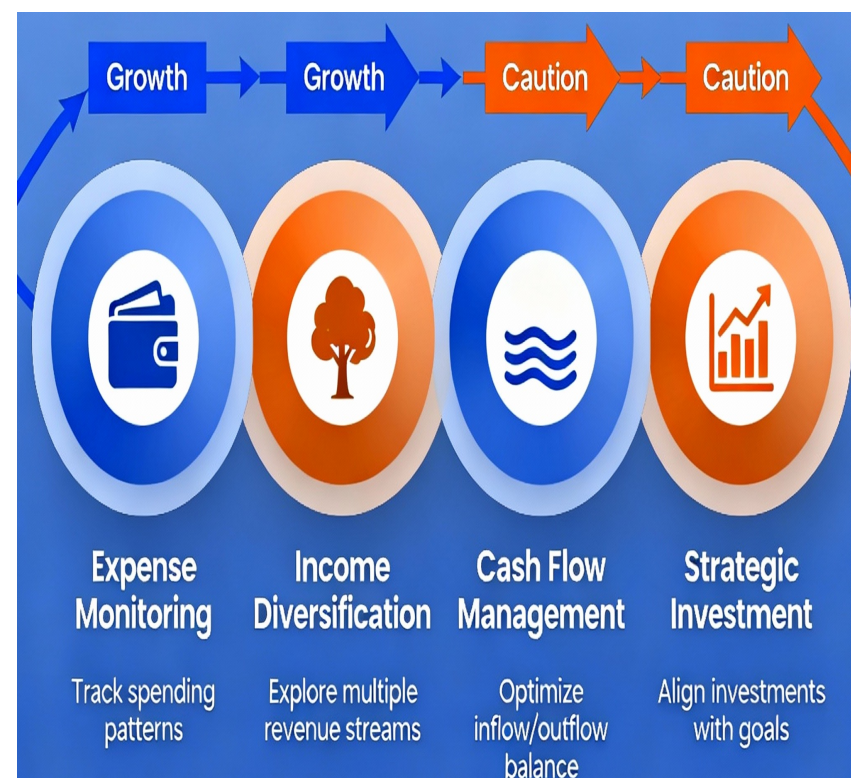 Growth
Growth
Caution
Caution
Expense
Monitoring
Income
Diversification
Cash Flow
Management
Strategic
Investment
Track spending
patterns
Explore multiple
revenue streams
Optimize
inflow/outflow
balance
Align investments
with goals